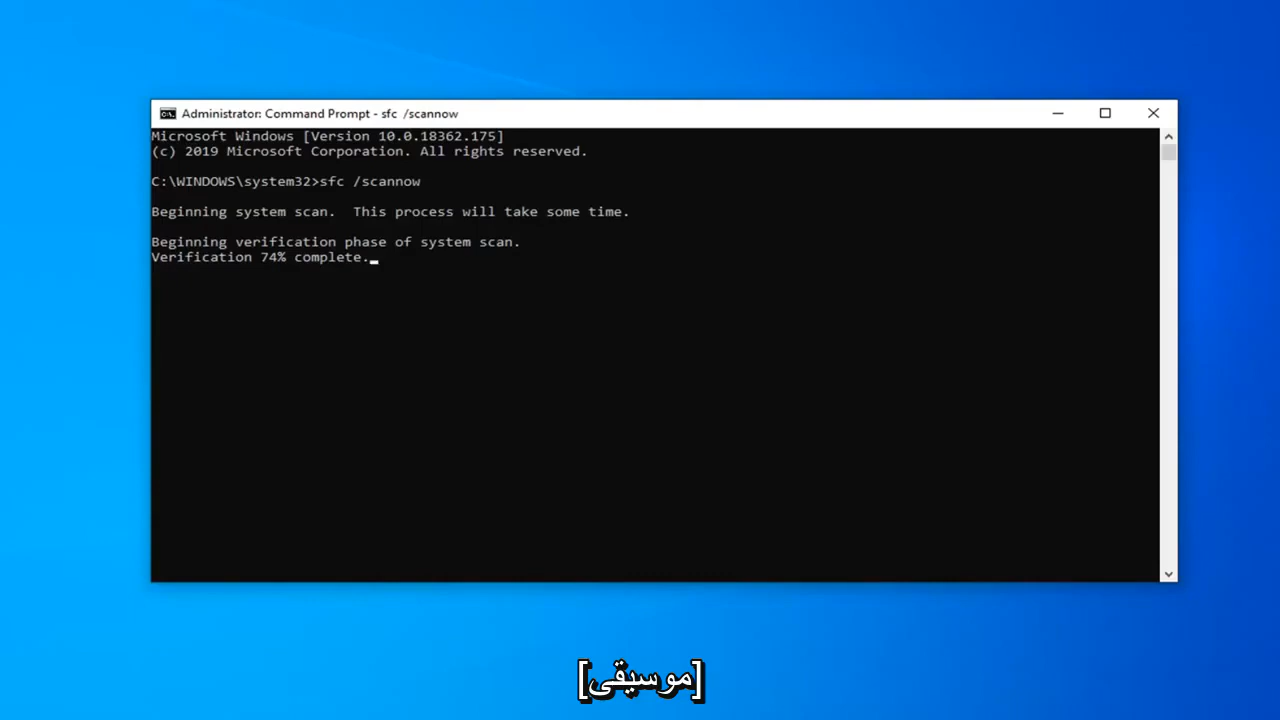 Administrator: Command Prompt - sfc  /scannow
Microsoft Windows [Version 10.0.18362.175]
(c) 2019 Microsoft Corporation. All rights reserved.
C:\WINDOWS\system32>sfc /scannow
Beginning system scan.  This process will take some time.
Beginning verification phase of system scan.
Verification 74% complete.
[موسيقى]